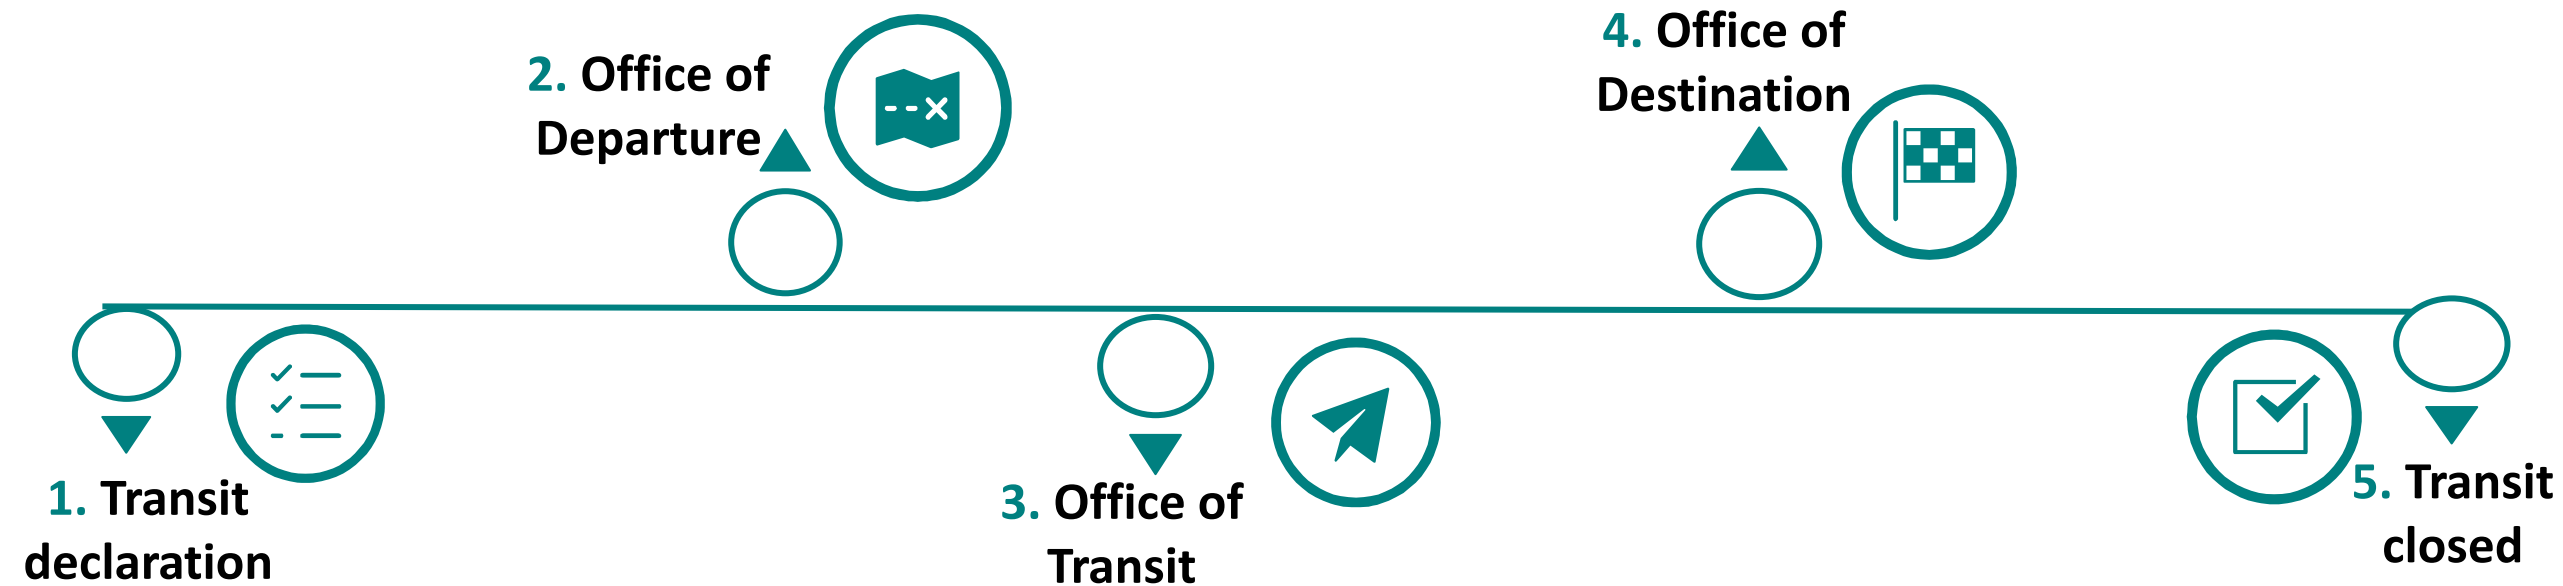 1. Transit
declaration
2. Office of
Departure
3. Office of
Transit
4. Office of
Destination
5. Transit
closed